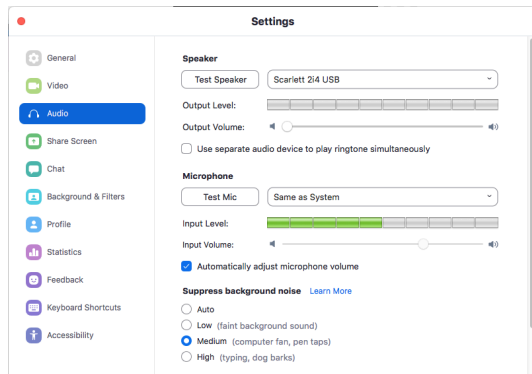 Settings
General
Video
Audio
Share Screen
Chat
Background & Filters
Profile
Statistics
Feedback
Keyboard Shortcuts
Accessibility
Speaker
Test Speaker Scarlett 2i4 USB
Output Level:
Output Volume:
Use separate audio device to play ringtone simultaneously
Microphone
Test Mic Same as System
Input Level:
Input Volume:
Automatically adjust microphone volume
Suppress background noise Learn More
Auto
Low (faint background sound)
Medium (computer fan, pen taps)
High (typing, dog barks)